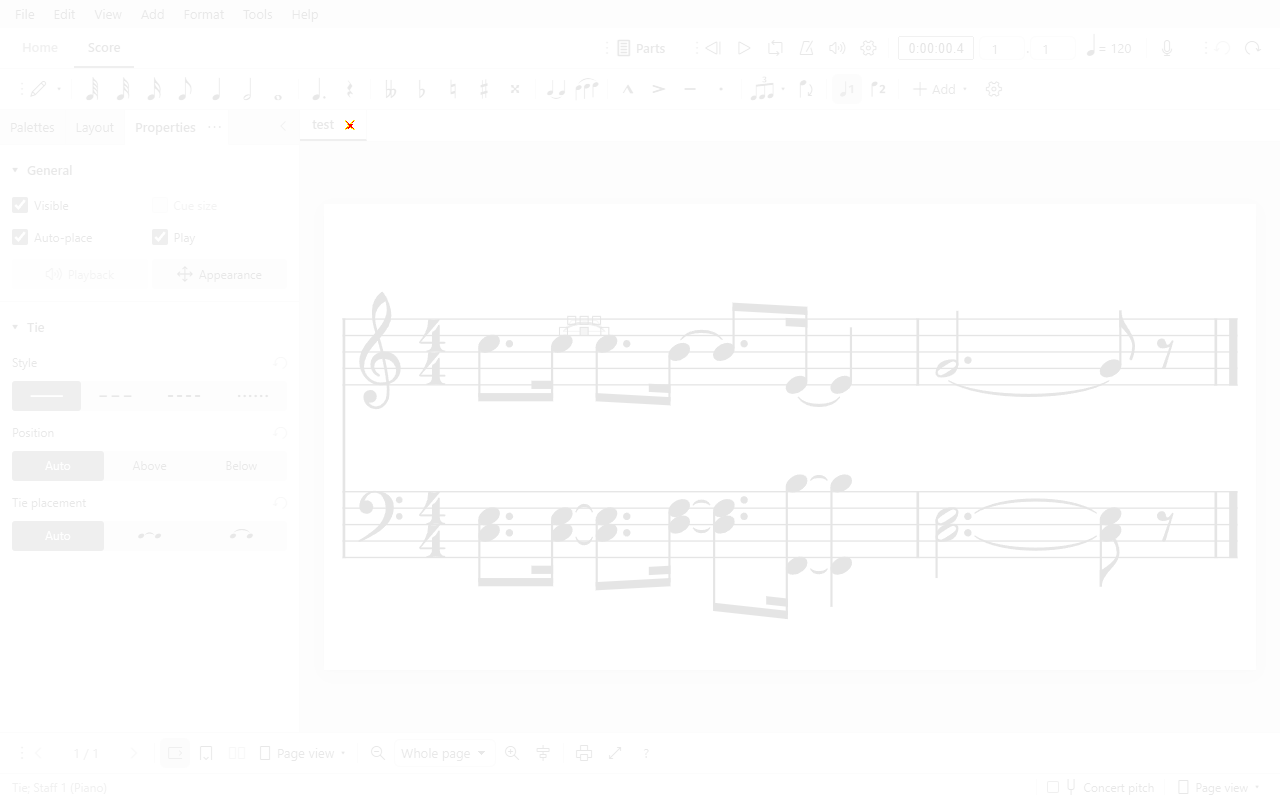 File Edit View Add Format Tools Help
Home Score Parts 0:00:00.4 1 . 1 = 120
1 2 Add
Palettes Layout Properties test
General
Visible Cue size
Auto-place Play
Playback Appearance
Tie
Style
Position
Auto Above Below
Tie placement
Auto
1 / 1 Page view Whole page ?
Tie; Staff 1 (Piano) Concert pitch Page view